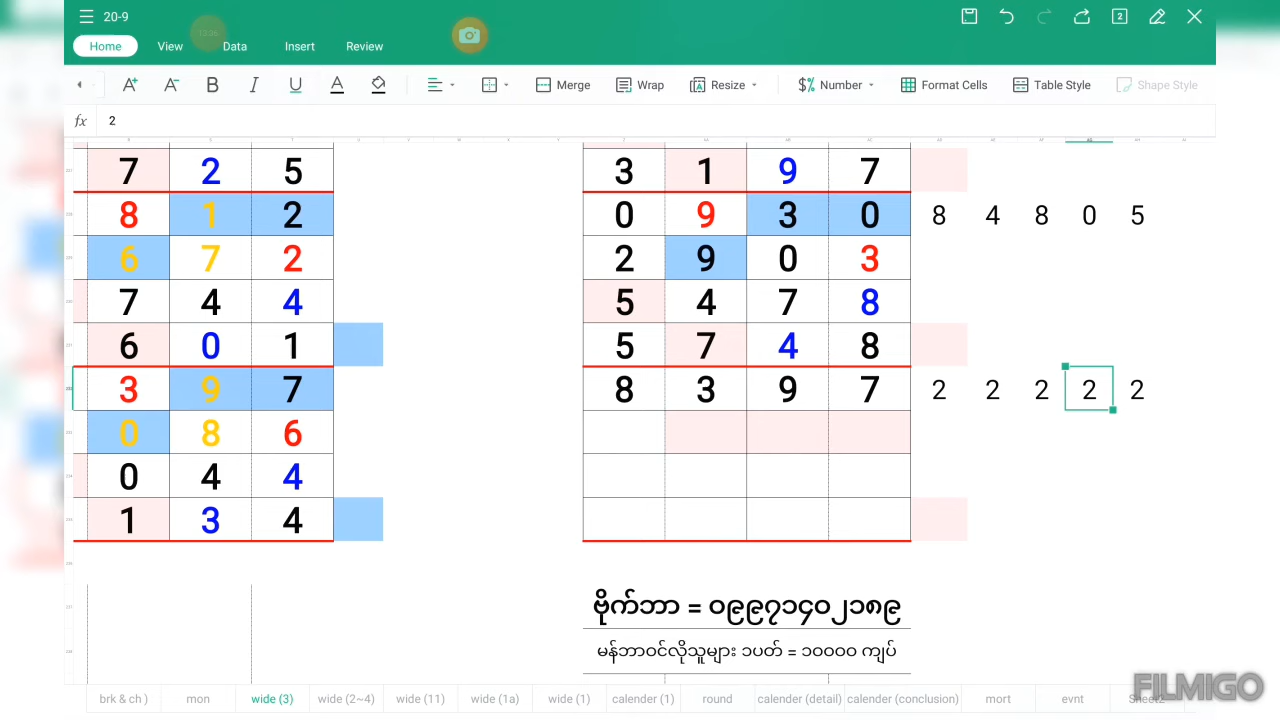 20-9
2
Home View Data Insert Review
A+ A- B I U A Merge Wrap Resize $% Number Format Cells Table Style Shape Style
fx 2
7 2 5 3 1 9 7
8 1 2 0 9 3 0 8 4 8 0 5
6 7 2 2 9 0 3
7 4 4 5 4 7 8
6 0 1 5 7 4 8
3 9 7 8 3 9 7 2 2 2 2 2
0 8 6
0 4 4
1 3 4
ဗိုက်ဘာ = ၀၉၉၇၁၄၀၂၁၈၉
မန်ဘာဝင်လိုသူများ ၁ပတ် = ၁၀၀၀၀ ကျပ်
brk & ch ) mon wide (3) wide (2~4) wide (11) wide (1a) wide (1) calender (1) round calender (detail) calender (conclusion) mort evnt Sheet2
FILMIGO